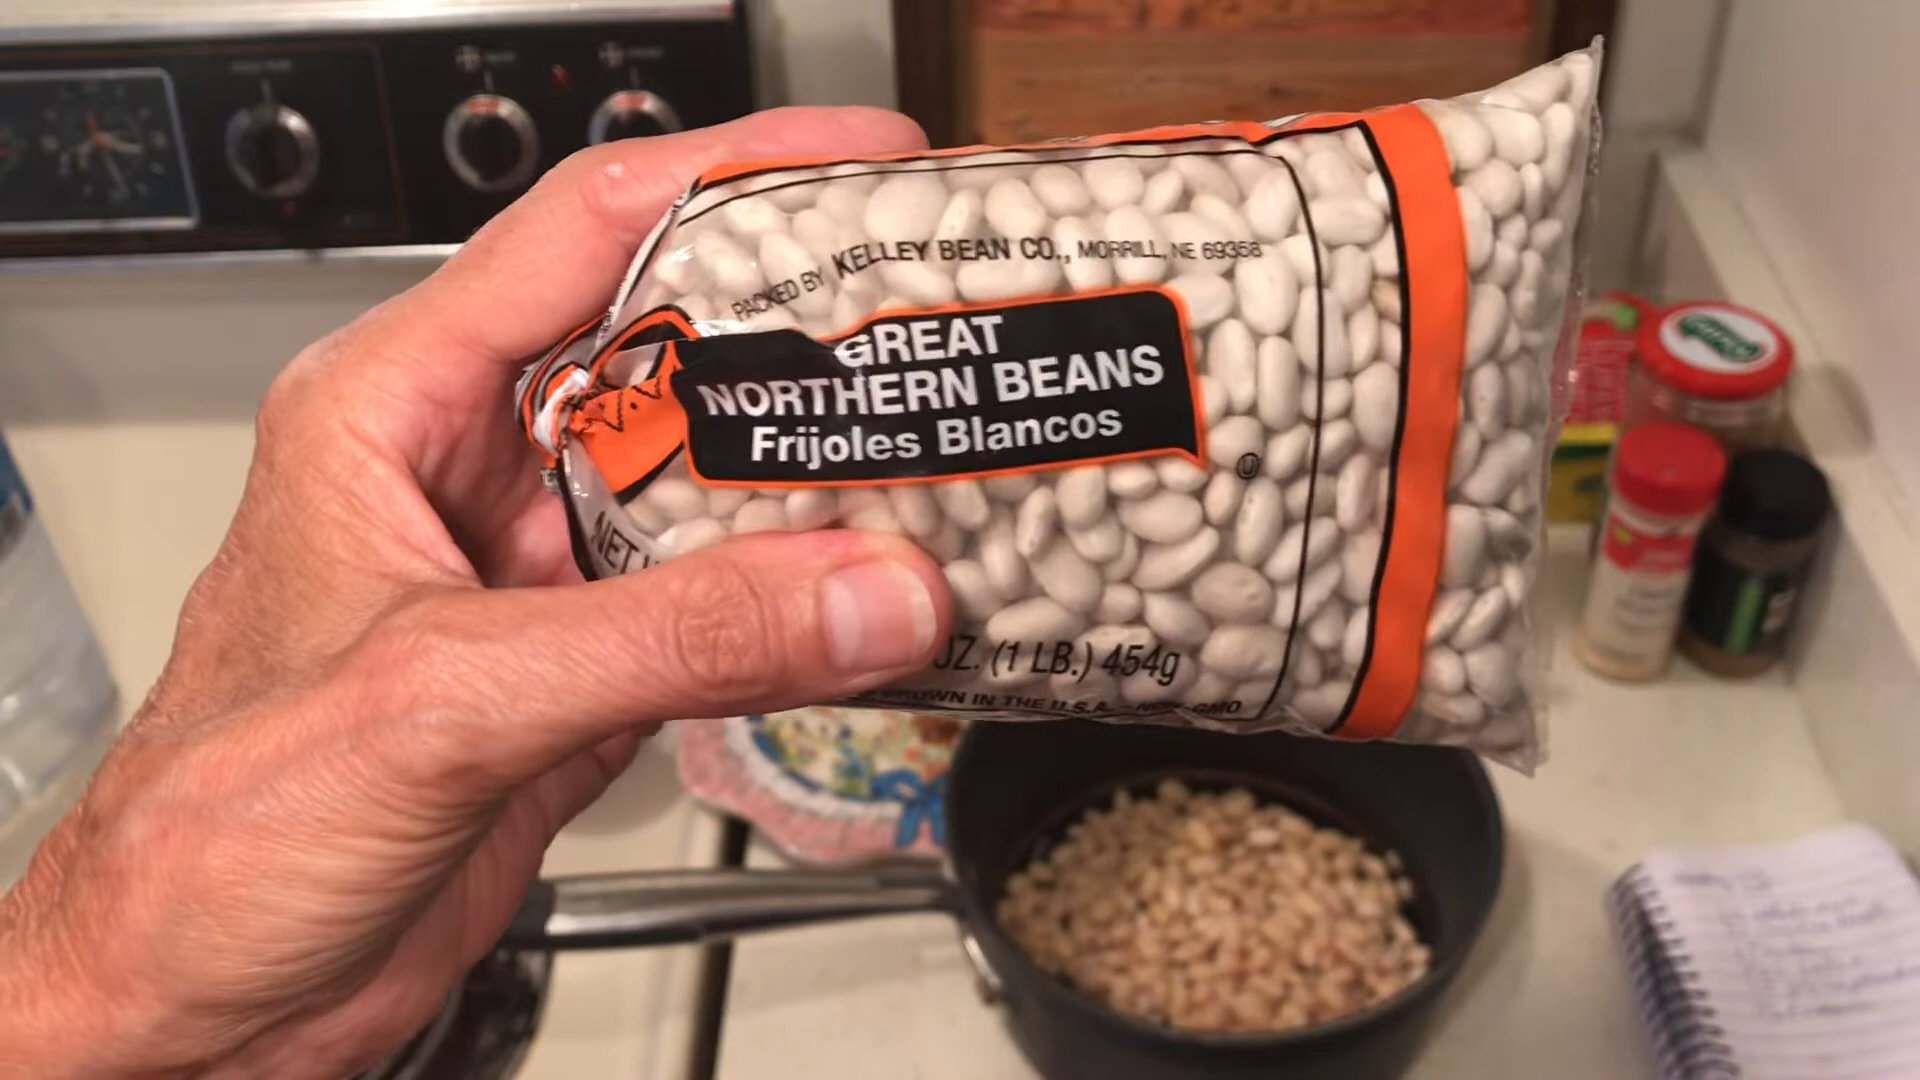 PACKED BY KELLEY BEAN CO., MORRILL, NE 69358
GREAT
NORTHERN BEANS
Frijoles Blancos
U
NET
OZ. (1 LB.) 454g
GROWN IN THE U.S.A. - NON-GMO